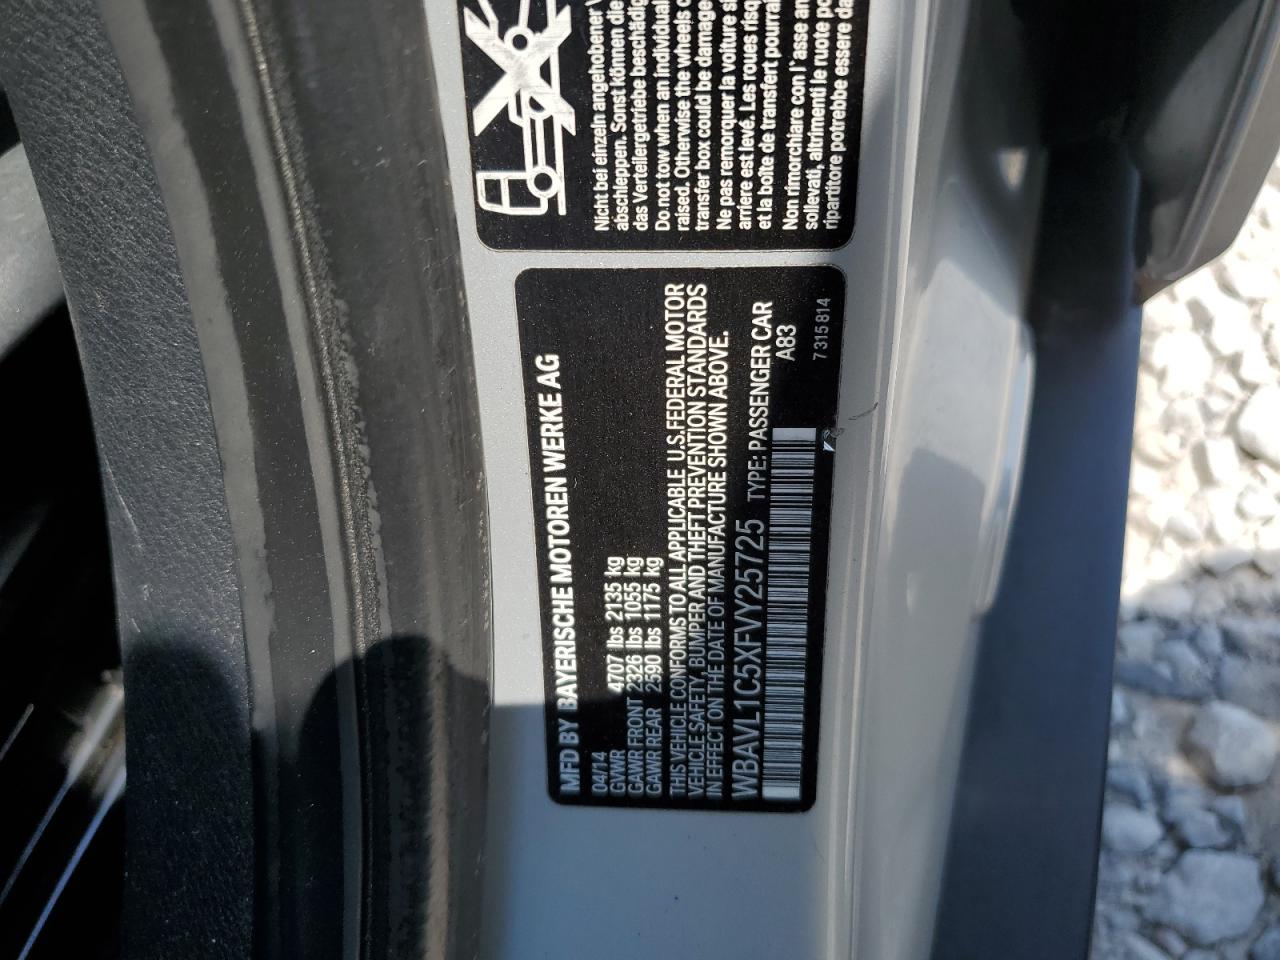 Nicht bei einzeln angehobener
abschleppen. Sonst können die
das Verteilergetriebe beschädig
Do not tow when an individual
raised. Otherwise the wheels o
transfer box could be damage
Ne pas remorquer la voiture s
arrière est levé. Les roues risq
et la boîte de transfert pourrai
Non rimorchiare con l'asse an
sollevati, altrimenti le ruote po
ripartitore potrebbe essere da
MFD BY BAYERISCHE MOTOREN WERKE AG
04/14
GVWR 4707 lbs 2135 kg
GAWR FRONT 2326 lbs 1055 kg
GAWR REAR 2590 lbs 1175 kg
THIS VEHICLE CONFORMS TO ALL APPLICABLE U.S.FEDERAL MOTOR
VEHICLE SAFETY, BUMPER AND THEFT PREVENTION STANDARDS
IN EFFECT ON THE DATE OF MANUFACTURE SHOWN ABOVE.
WBAVL1C5XFVY25725 TYPE: PASSENGER CAR
A83
7 315 814